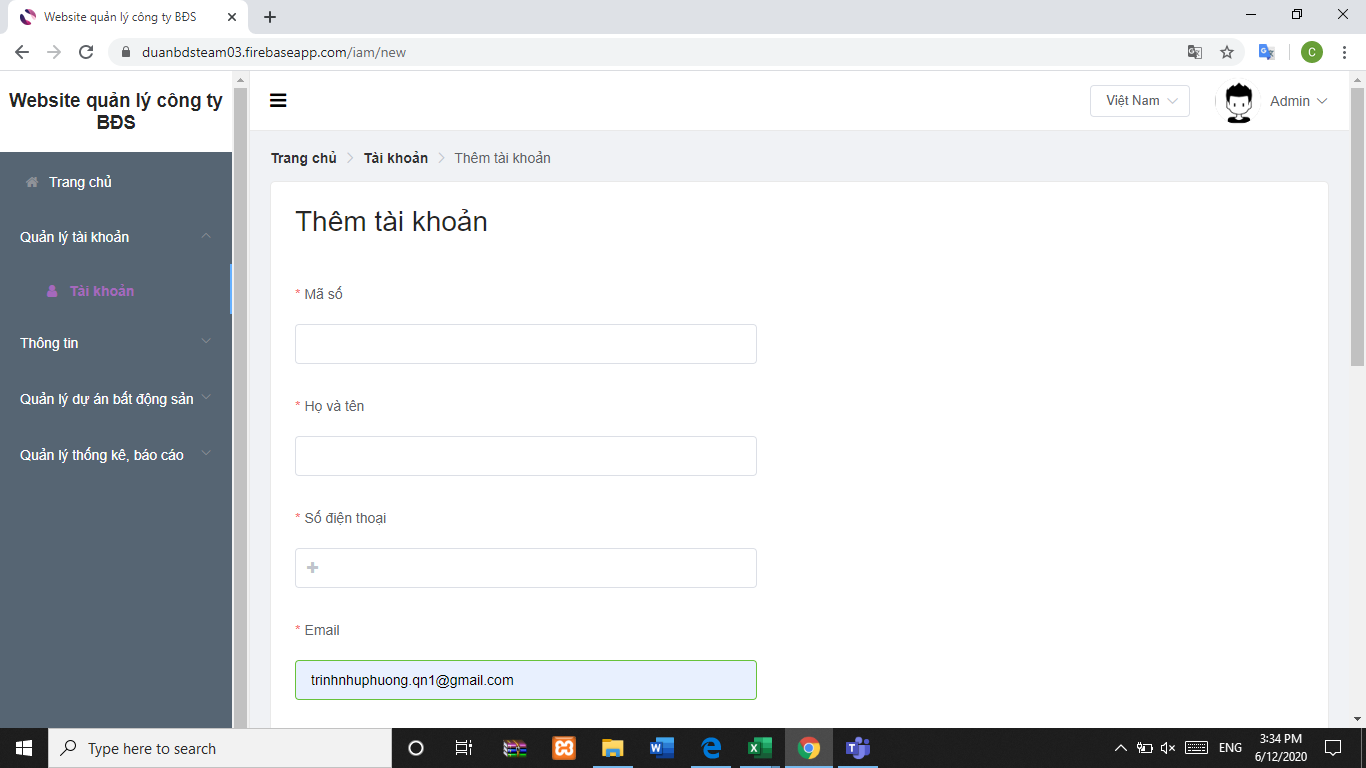 Website quản lý công ty BĐS
duanbdsteam03.firebaseapp.com/iam/new
C
Website quản lý công ty
BĐS
Việt Nam
Admin
Trang chủ
Quản lý tài khoản
Tài khoản
Thông tin
Quản lý dự án bất động sản
Quản lý thống kê, báo cáo
Trang chủ
Tài khoản
Thêm tài khoản
Thêm tài khoản
* Mã số
* Họ và tên
* Số điện thoại
* Email
trinhnhuphuong.qn1@gmail.com
Type here to search
ENG
3:34 PM
6/12/2020